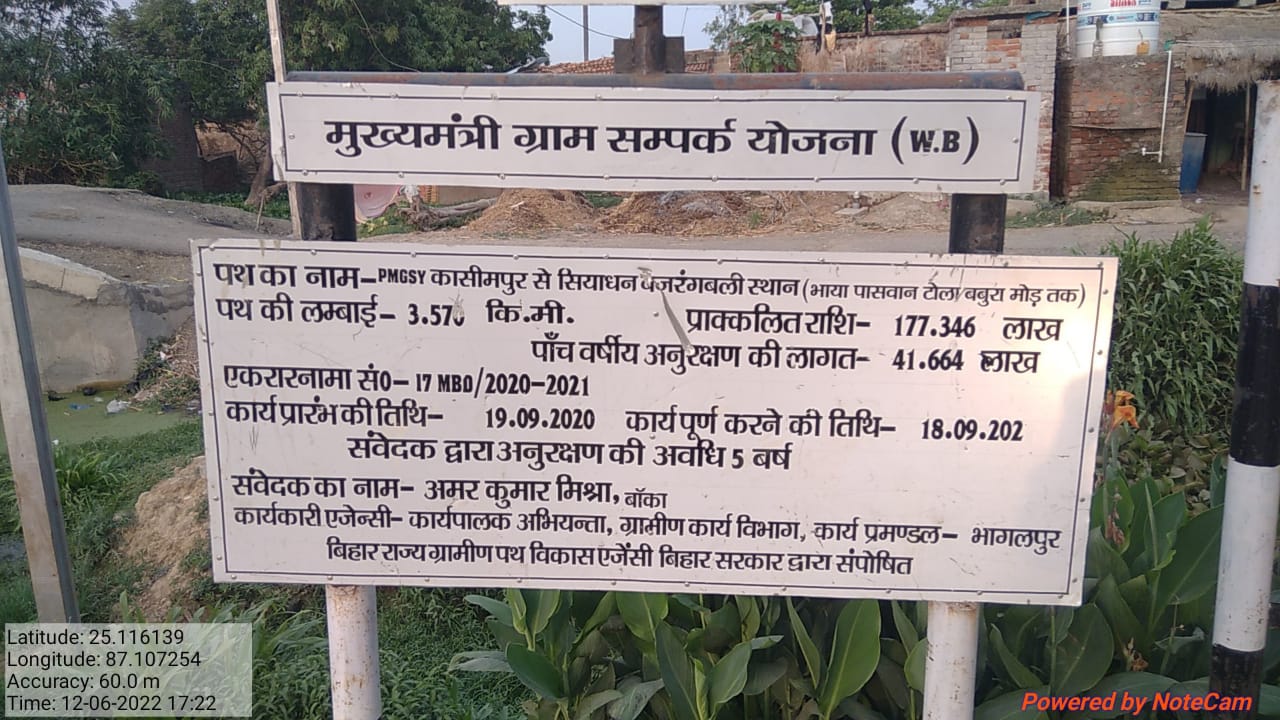 मुख्यमंत्री ग्राम सम्पर्क योजना (W.B)
पथ का नाम-PMGSY कासीमपुर से सियाधन बजरंगबली स्थान (भाया पासवान टोला/बबुरा मोड़ तक)
पथ की लम्बाई- 3.570 कि.मी. प्राक्कलित राशि- 177.346 लाख
पाँच वर्षीय अनुरक्षण की लागत- 41.664 लाख
एकरारनामा सं0- 17 MBD/2020-2021
कार्य प्रारंभ की तिथि- 19.09.2020 कार्य पूर्ण करने की तिथि- 18.09.202
संवेदक द्वारा अनुरक्षण की अवधि 5 बर्ष
संवेदक का नाम- अमर कुमार मिश्रा, बाँका
कार्यकारी एजेन्सी- कार्यपालक अभियन्ता, ग्रामीण कार्य विभाग, कार्य प्रमण्डल- भागलपुर
बिहार राज्य ग्रामीण पथ विकास एजेंसी बिहार सरकार द्वारा संपोषित
Latitude: 25.116139
Longitude: 87.107254
Accuracy: 60.0 m
Time: 12-06-2022 17:22
Powered by NoteCam